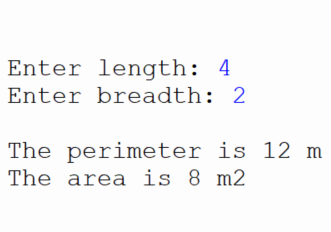 Enter length: 4
Enter breadth: 2
The perimeter is 12 m
The area is 8 m2